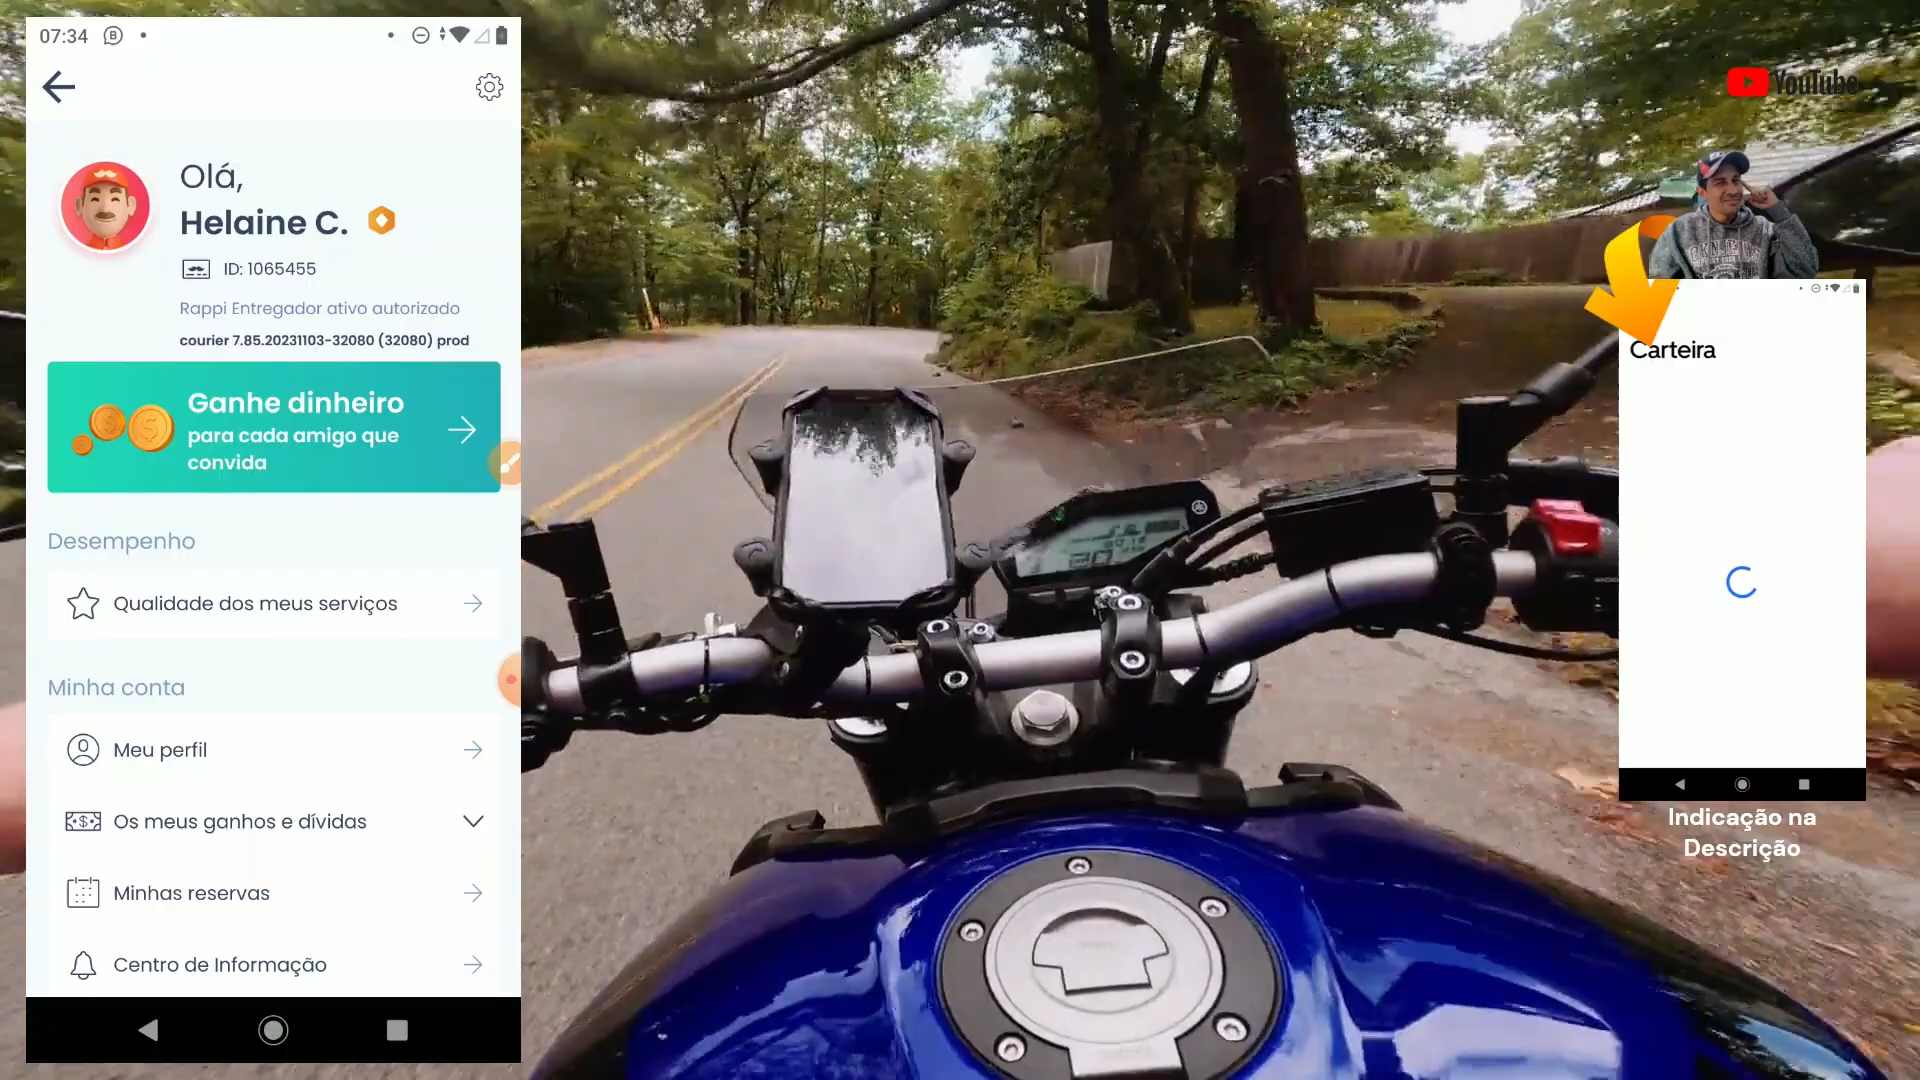 07:34
Olá,
Helaine C.
ID: 1065455
Rappi Entregador ativo autorizado
courier 7.85.20231103-32080 (32080) prod
Ganhe dinheiro
para cada amigo que
convida
Desempenho
Qualidade dos meus serviços
Minha conta
Meu perfil
Os meus ganhos e dívidas
Minhas reservas
Centro de Informação
YouTube
Carteira
Indicação na
Descrição